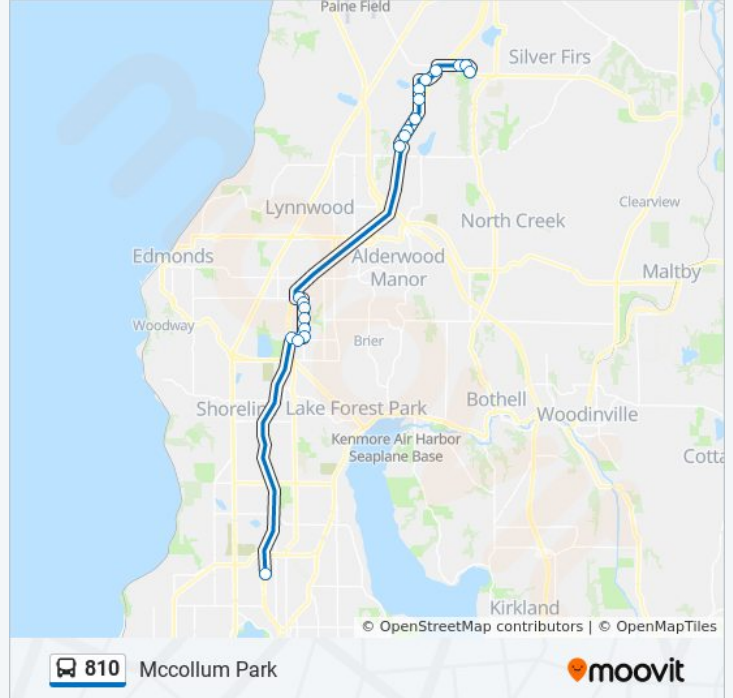 Paine Field
Silver Firs
Clearview
Lynnwood
North Creek
Edmonds
Alderwood
Manor
Maltby
Woodway
Brier
Bothell
Shorelin
Lake Forest Park
Woodinville
Kenmore Air Harbor
Seaplane Base
Cotta
Kirkland
© OpenStreetMap contributors | © OpenMapTiles
810 Mccollum Park
moovit